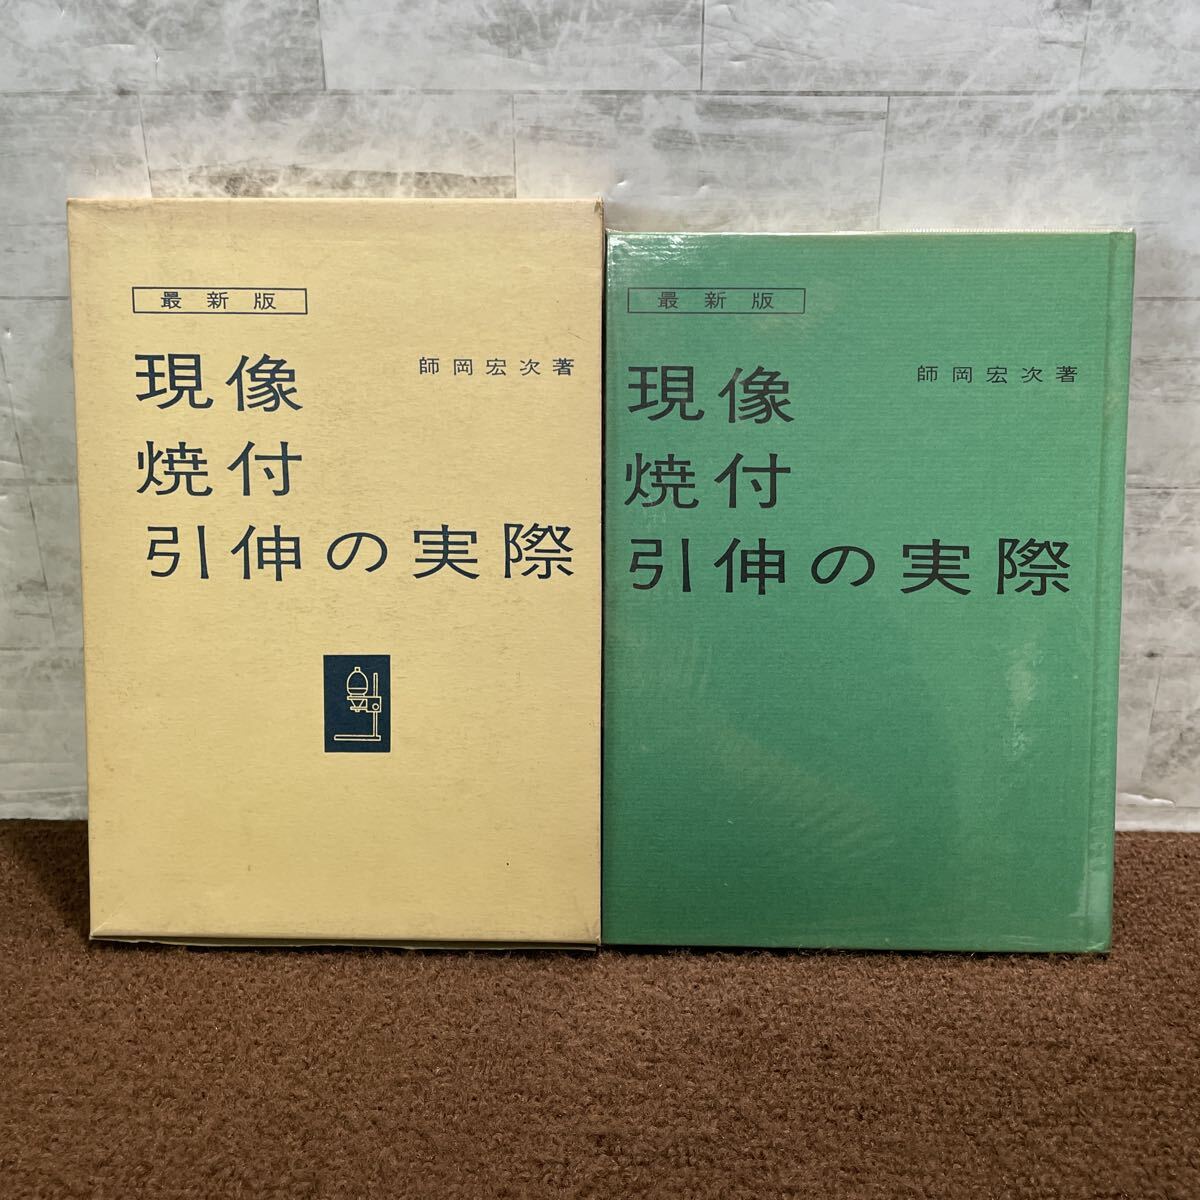 最新版
現像
師岡宏次著
焼付
引伸の実際
最新版
現像
師岡宏次著
焼付
引伸の実際